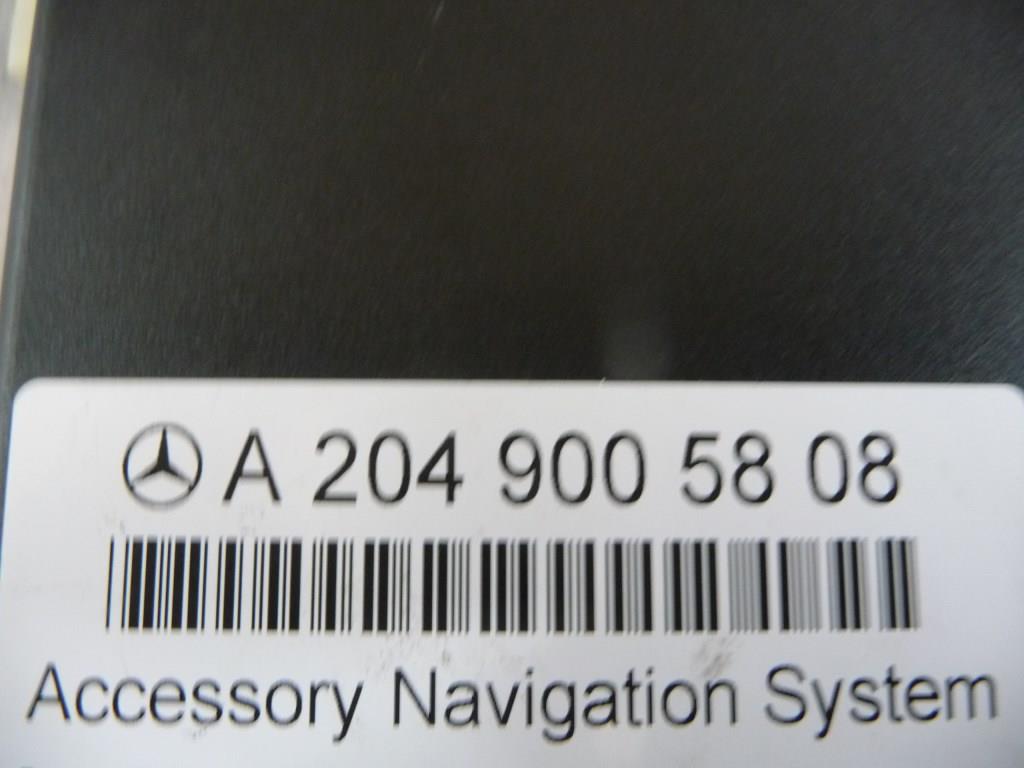 A 204 900 58 08
Accessory Navigation System